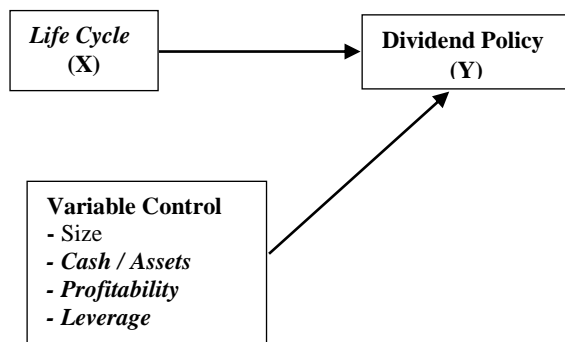 Life Cycle
(X)
Dividend Policy
(Y)
Variable Control
- Size
- Cash / Assets
- Profitability
- Leverage